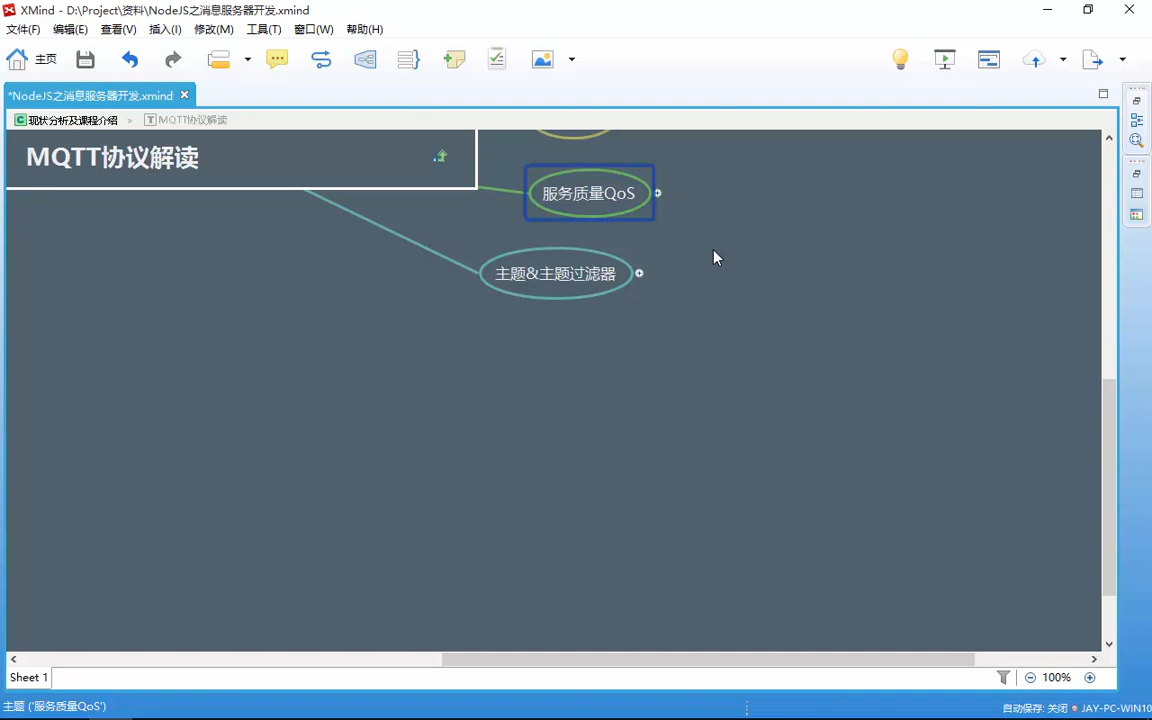 XMind - D:\Project\资料\NodeJS之消息服务器开发.xmind
文件(F) 编辑(E) 查看(V) 插入(I) 修改(M) 工具(T) 窗口(W) 帮助(H)
主页
*NodeJS之消息服务器开发.xmind
C 现状分析及课程介绍 > T MQTT协议解读
MQTT协议解读
服务质量QoS
主题&主题过滤器
Sheet 1
100%
主题 ('服务质量QoS')
自动保存: 关闭 JAY-PC-WIN10